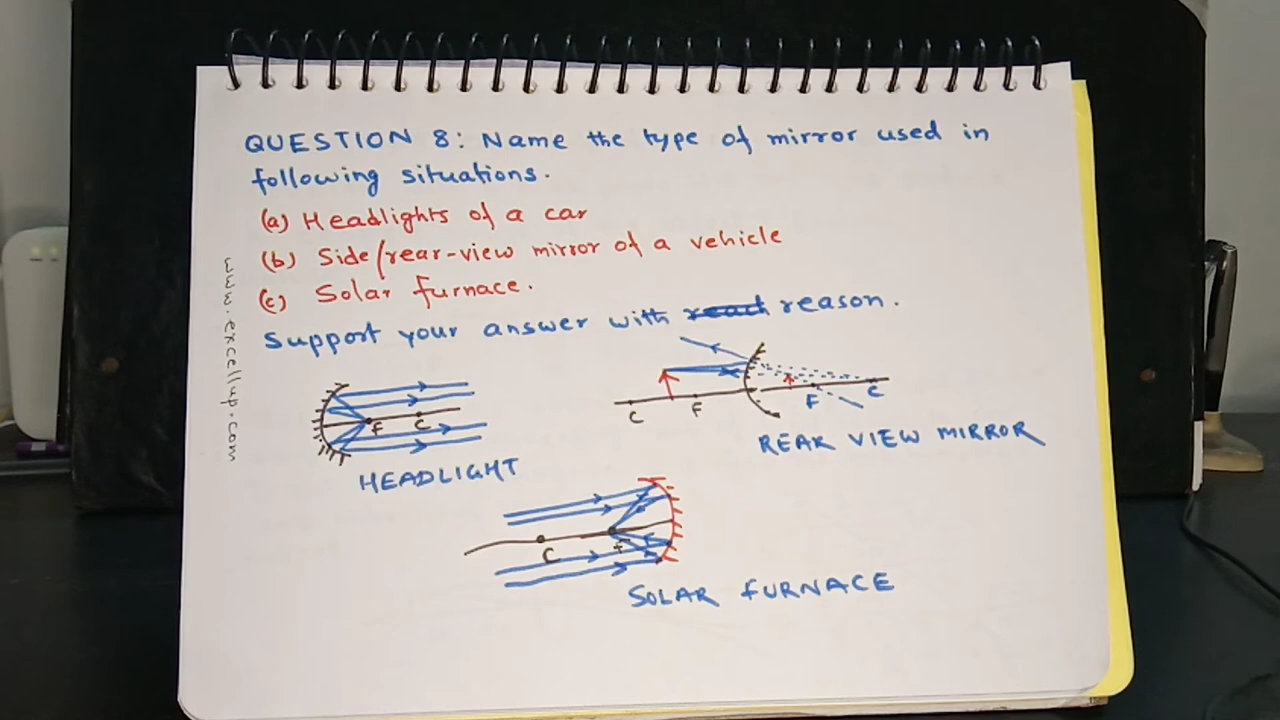 QUESTION 8: Name the type of mirror used in
following situations.
(a) Headlights of a car
(b) Side/rear-view mirror of a vehicle
(c) Solar furnace.
Support your answer with reason.
www.excellup.com
F C
HEADLIGHT
C F F C
REAR VIEW MIRROR
C F
SOLAR FURNACE